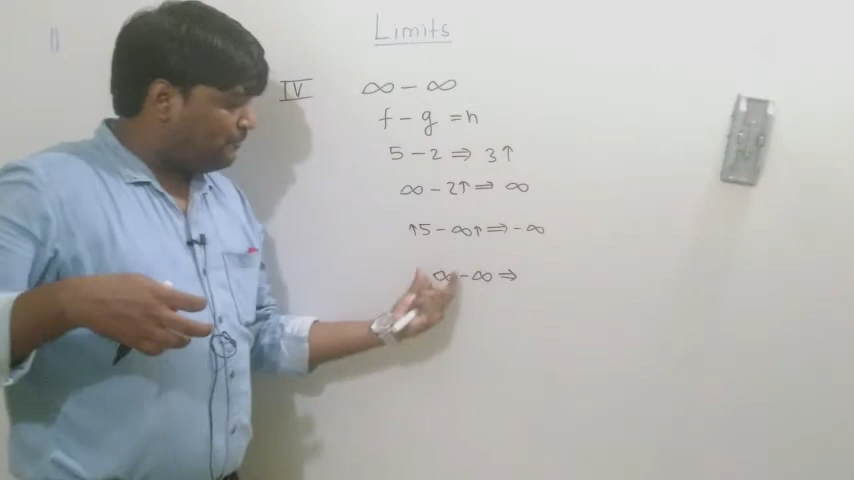 Limits
IV ∞ - ∞
f - g = h
5 - 2 ⇒ 3↑
∞ - 2↑ ⇒ ∞
↑5 - ∞↑ ⇒ -∞
∞ - ∞ ⇒